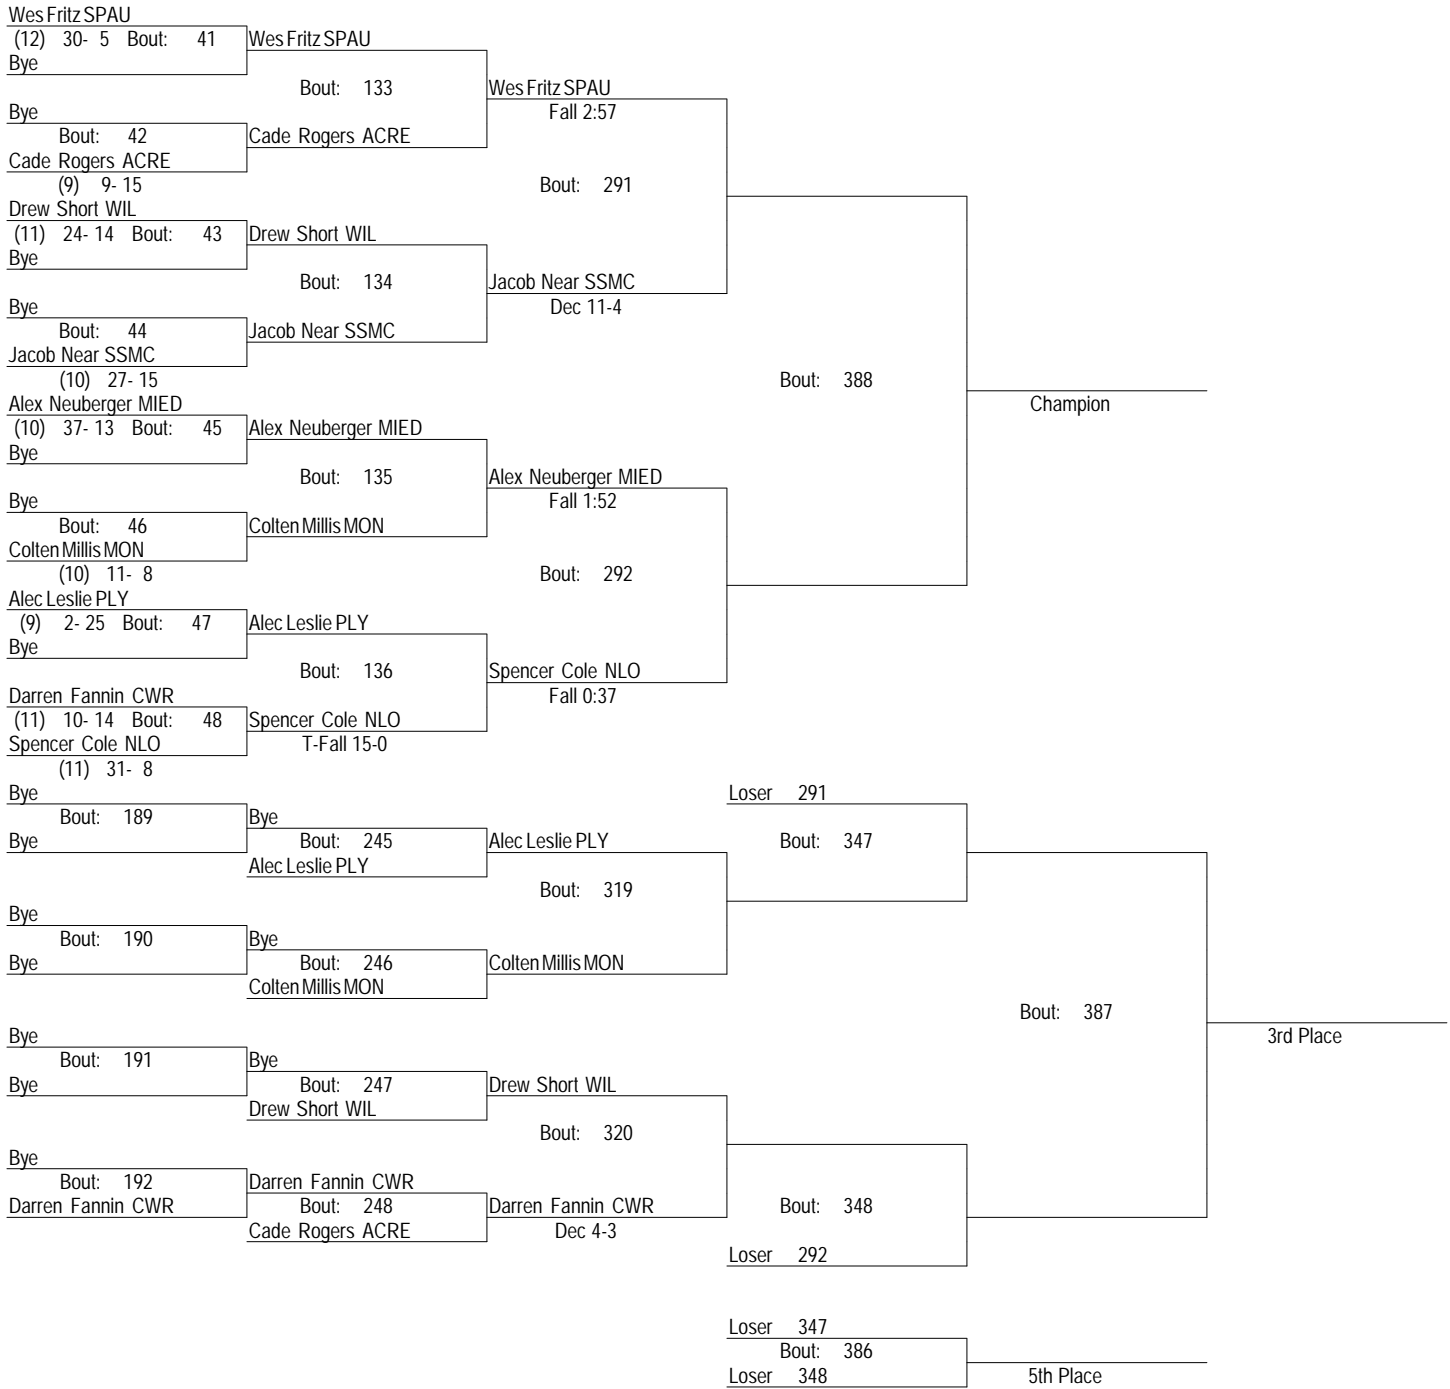 Wes Fritz SPAU
(12) 30- 5 Bout: 41 Wes Fritz SPAU
Bye
Bout: 133 Wes Fritz SPAU
Bye Fall 2:57
Bout: 42 Cade Rogers ACRE
Cade Rogers ACRE
(9) 9- 15 Bout: 291
Drew Short WIL
(11) 24- 14 Bout: 43 Drew Short WIL
Bye
Bout: 134 Jacob Near SSMC
Bye Dec 11-4
Bout: 44 Jacob Near SSMC
Jacob Near SSMC
(10) 27- 15 Bout: 388
Alex Neuberger MIED Champion
(10) 37- 13 Bout: 45 Alex Neuberger MIED
Bye
Bout: 135 Alex Neuberger MIED
Bye Fall 1:52
Bout: 46 Colten Millis MON
Colten Millis MON
(10) 11- 8 Bout: 292
Alec Leslie PLY
(9) 2- 25 Bout: 47 Alec Leslie PLY
Bye
Bout: 136 Spencer Cole NLO
Darren Fannin CWR Fall 0:37
(11) 10- 14 Bout: 48 Spencer Cole NLO
Spencer Cole NLO T-Fall 15-0
(11) 31- 8
Bye Loser 291
Bout: 189 Bye
Bye Bout: 245 Alec Leslie PLY Bout: 347
Alec Leslie PLY
Bout: 319
Bye
Bout: 190 Bye
Bye Bout: 246 Colten Millis MON
Colten Millis MON
Bout: 387
Bye 3rd Place
Bout: 191 Bye
Bye Bout: 247 Drew Short WIL
Drew Short WIL
Bout: 320
Bye
Bout: 192 Darren Fannin CWR
Darren Fannin CWR Bout: 248 Darren Fannin CWR Bout: 348
Cade Rogers ACRE Dec 4-3
Loser 292
Loser 347
Bout: 386
Loser 348 5th Place